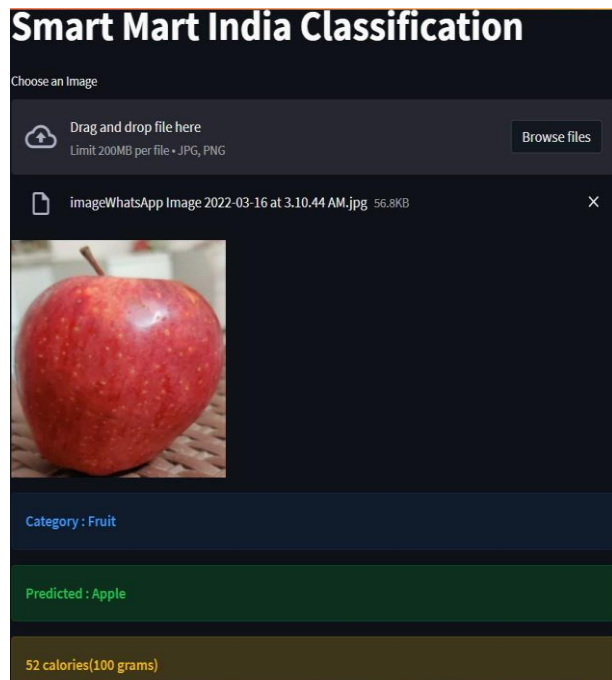 Smart Mart India Classification
Choose an Image
Drag and drop file here
Limit 200MB per file • JPG, PNG
Browse files
imageWhatsApp Image 2022-03-16 at 3.10.44 AM.jpg 56.8KB
Category : Fruit
Predicted : Apple
52 calories(100 grams)